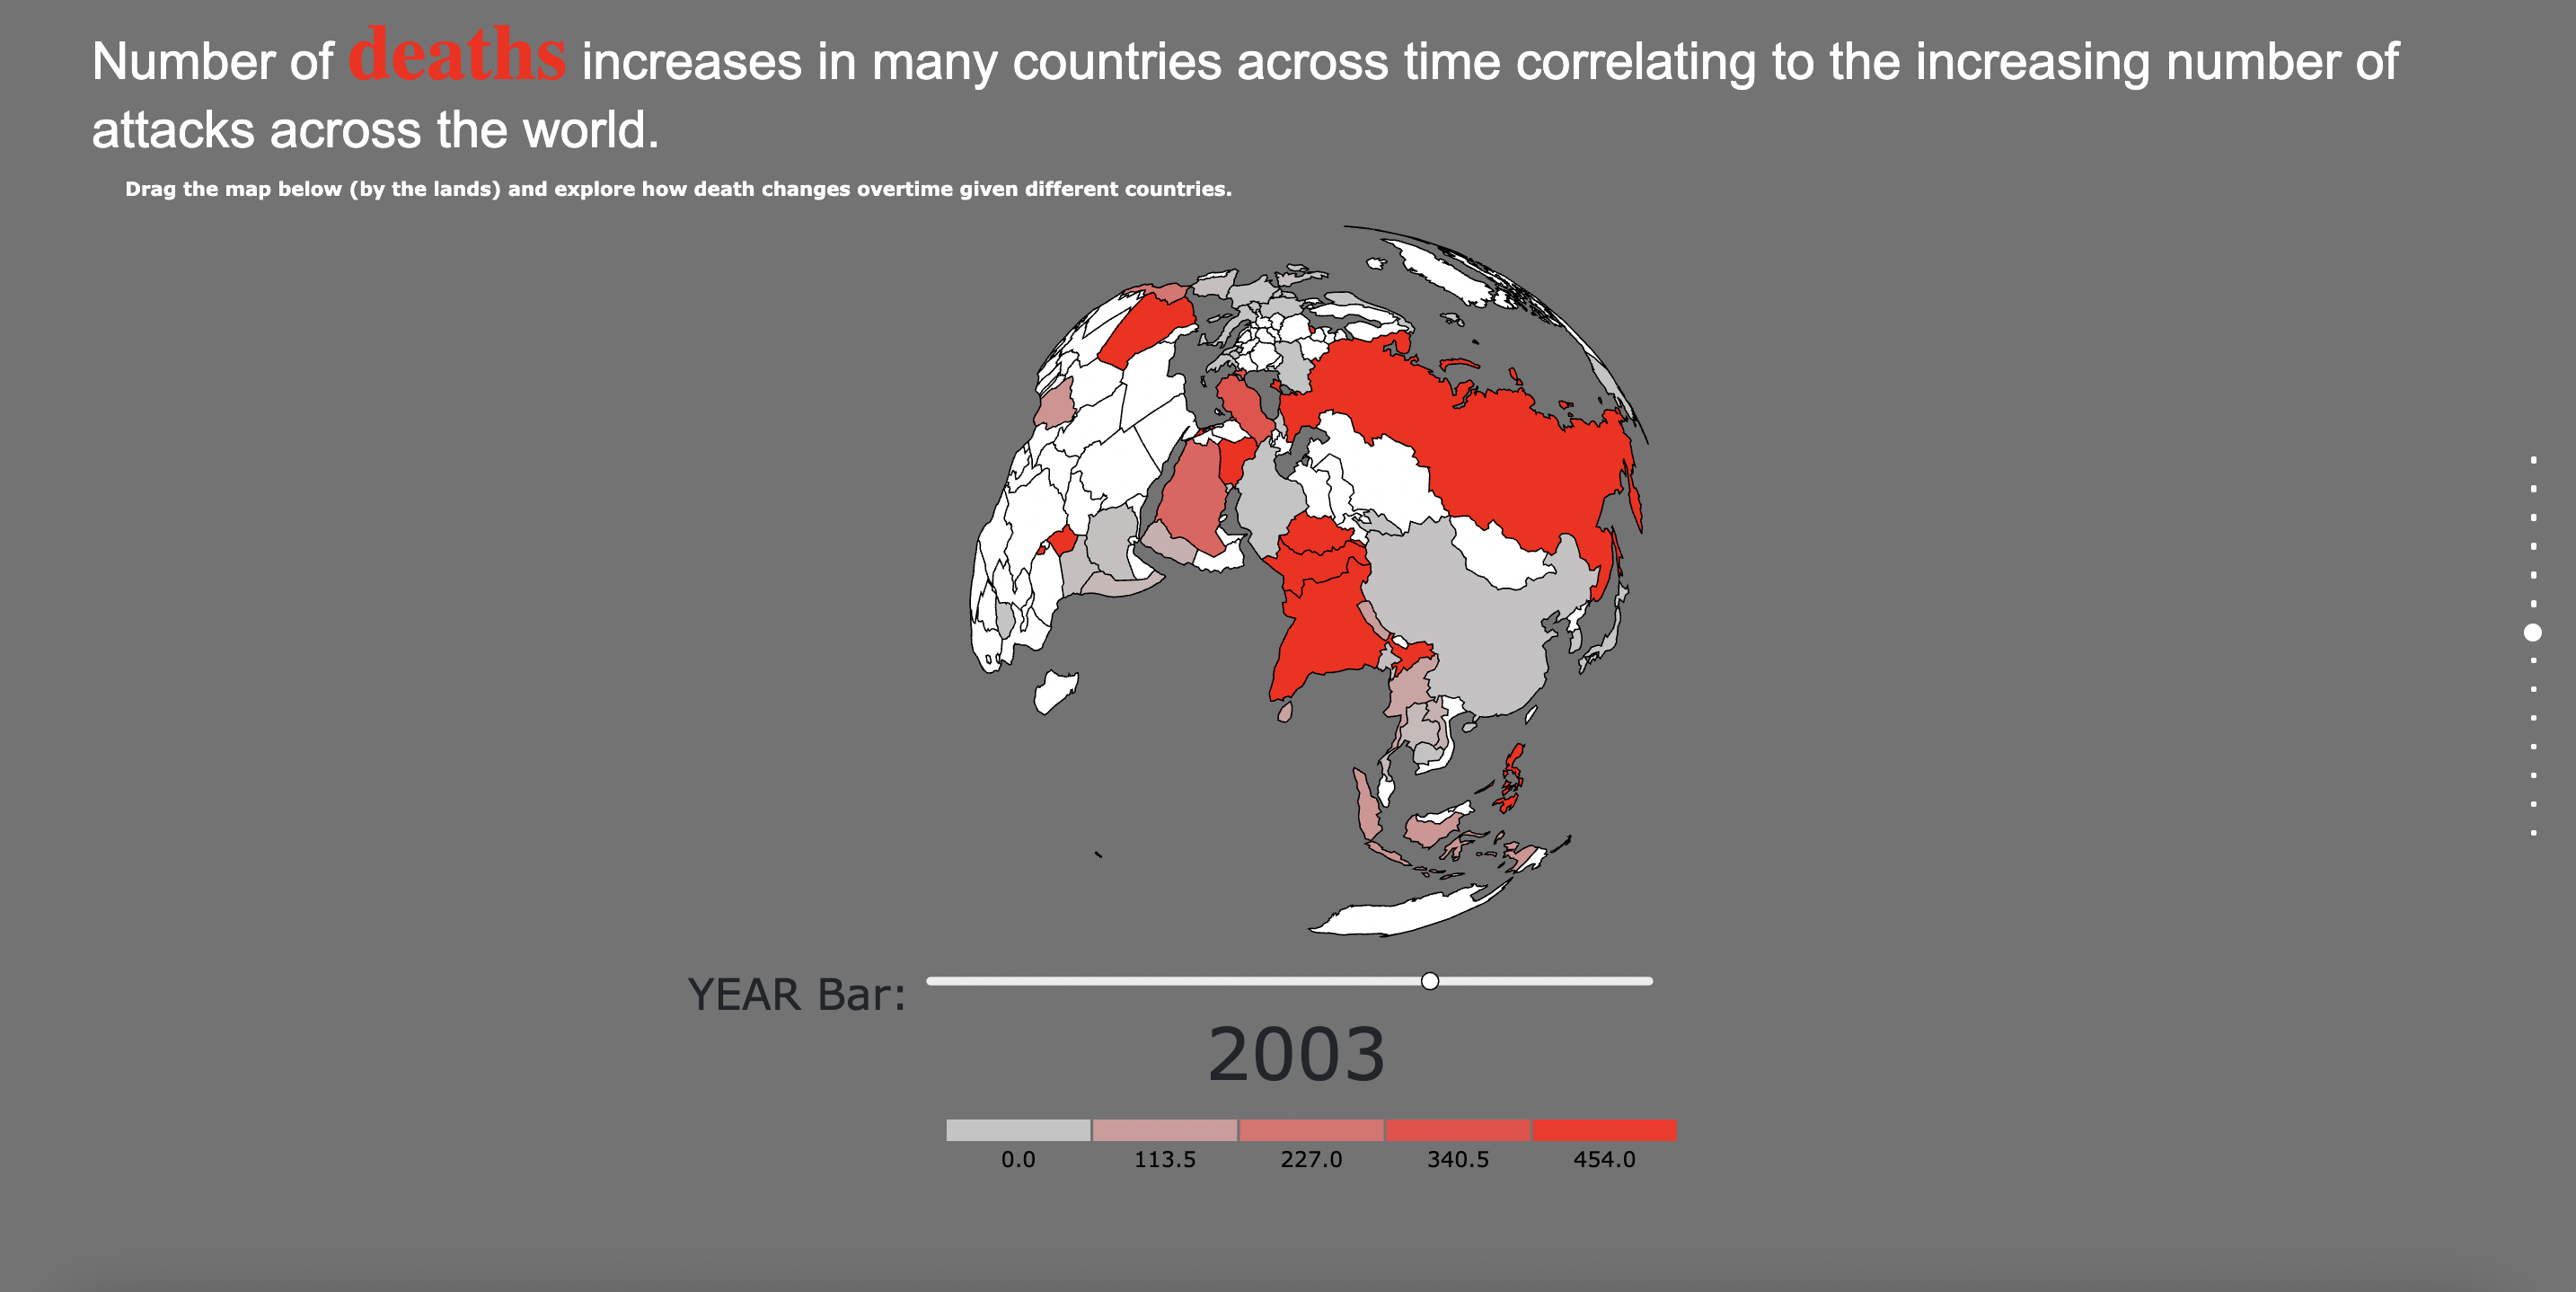 Number of deaths increases in many countries across time correlating to the increasing number of
attacks across the world.
Drag the map below (by the lands) and explore how death changes overtime given different countries.
YEAR Bar:
2003
0.0 113.5 227.0 340.5 454.0